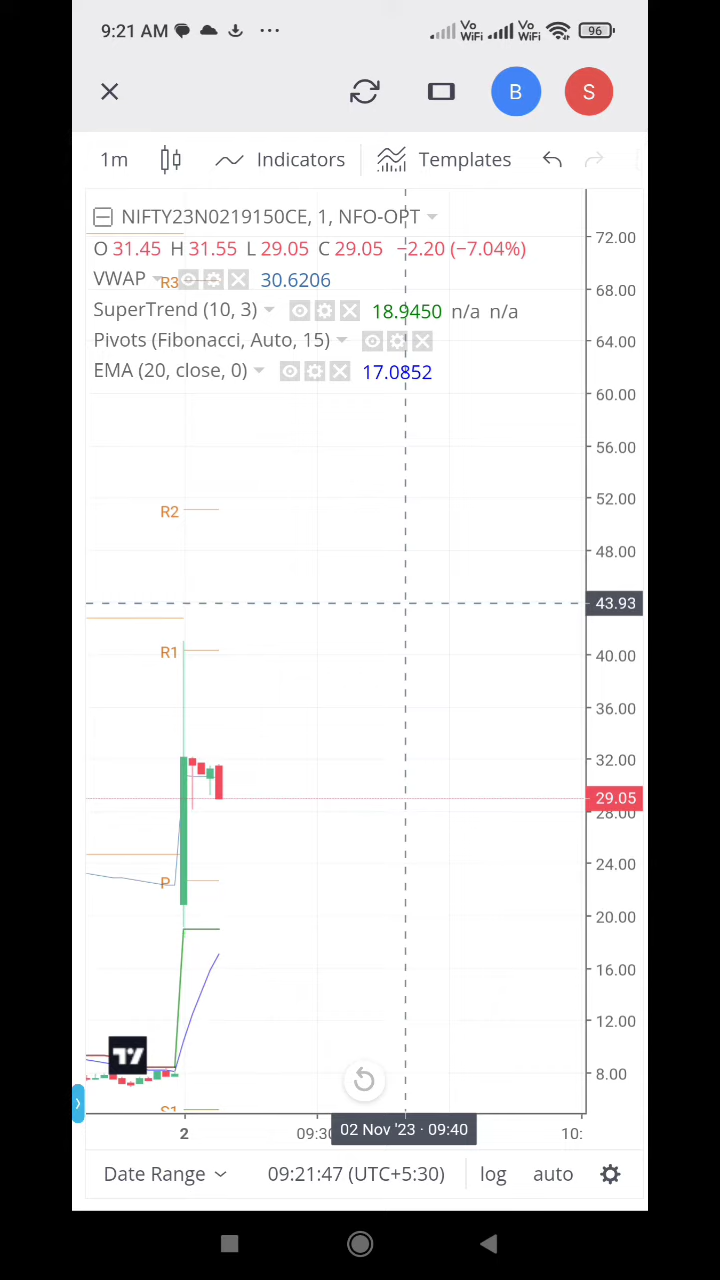 9:21 AM
Vo WiFi Vo WiFi 96
B S
1m Indicators Templates
NIFTY23N0219150CE, 1, NFO-OPT
O 31.45 H 31.55 L 29.05 C 29.05 −2.20 (−7.04%)
VWAP 30.6206
R3
SuperTrend (10, 3) 18.9450 n/a n/a
Pivots (Fibonacci, Auto, 15)
EMA (20, close, 0) 17.0852
72.00
68.00
64.00
60.00
56.00
52.00
R2
48.00
43.93
R1
40.00
36.00
32.00
29.05
28.00
24.00
P
20.00
16.00
12.00
8.00
S1
2 09:30 02 Nov '23 · 09:40 10:
Date Range 09:21:47 (UTC+5:30) log auto